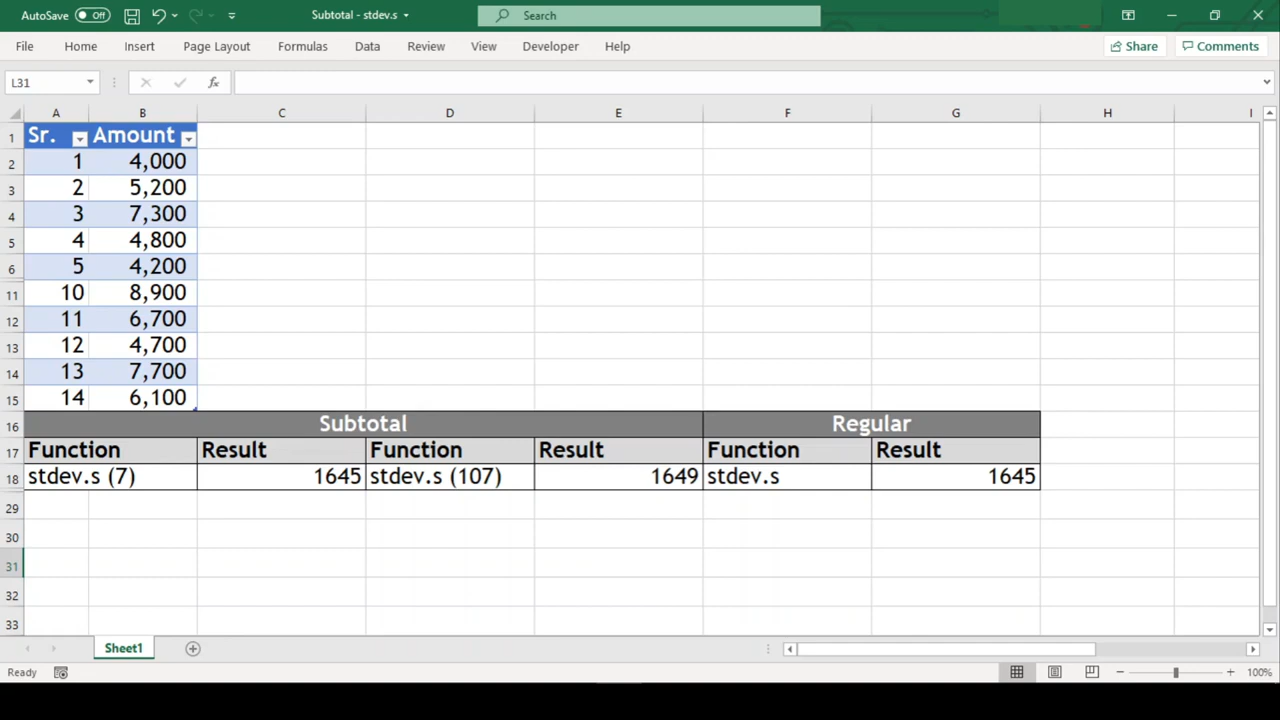 AutoSave Off Subtotal - stdev.s Search
File Home Insert Page Layout Formulas Data Review View Developer Help Share Comments
L31 fx
A B C D E F G H I
1 Sr. Amount
2 1 4,000
3 2 5,200
4 3 7,300
5 4 4,800
6 5 4,200
11 10 8,900
12 11 6,700
13 12 4,700
14 13 7,700
15 14 6,100
16 Subtotal Regular
17 Function Result Function Result Function Result
18 stdev.s (7) 1645 stdev.s (107) 1649 stdev.s 1645
29
30
31
32
33
Sheet1
Ready 100%